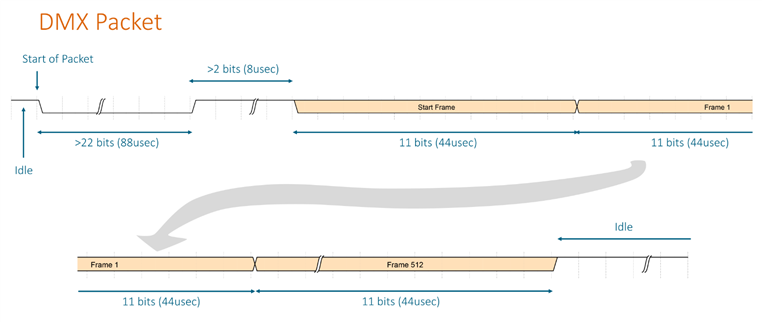 DMX Packet
Start of Packet
>2 bits (8usec)
Start Frame
Frame 1
>22 bits (88usec)
11 bits (44usec)
11 bits (44usec)
Idle
Idle
Frame 1
Frame 512
11 bits (44usec)
11 bits (44usec)